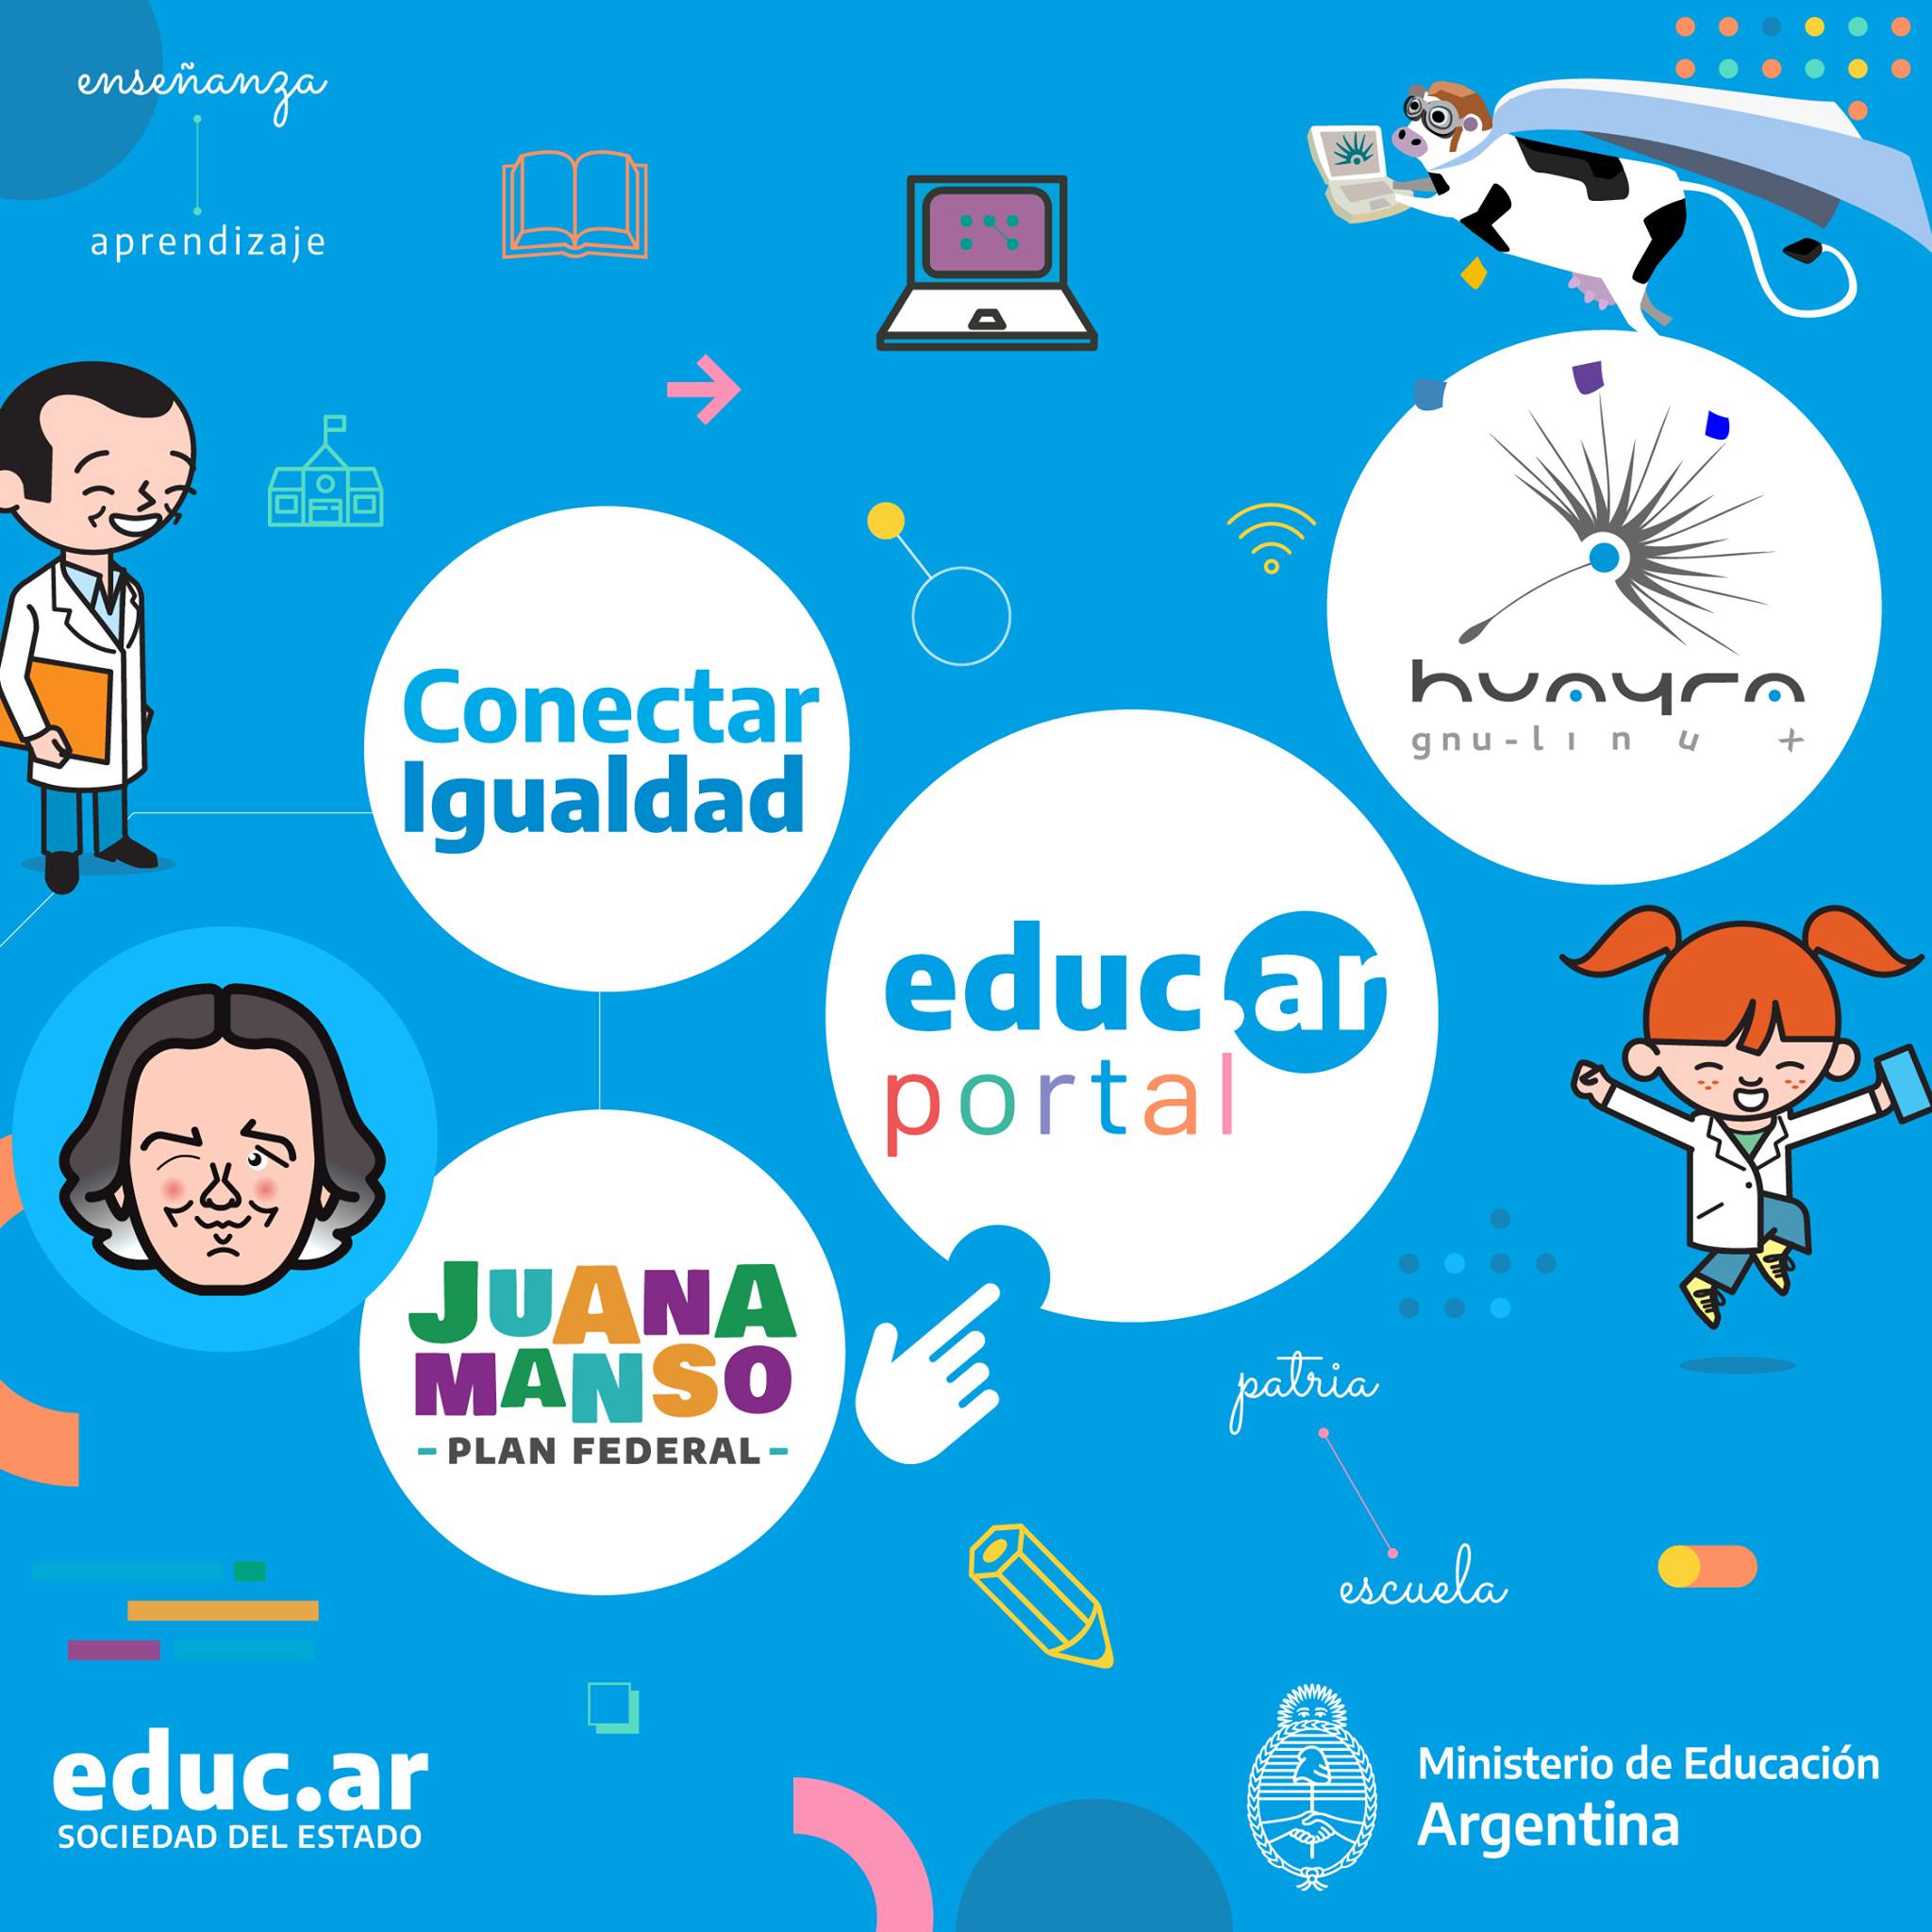 enseñanza
aprendizaje
huayra
gnu-linux
Conectar
Igualdad
educ.ar
portal
JUANA
MANSO
- PLAN FEDERAL -
patria
escuela
educ.ar
SOCIEDAD DEL ESTADO
Ministerio de Educación
Argentina